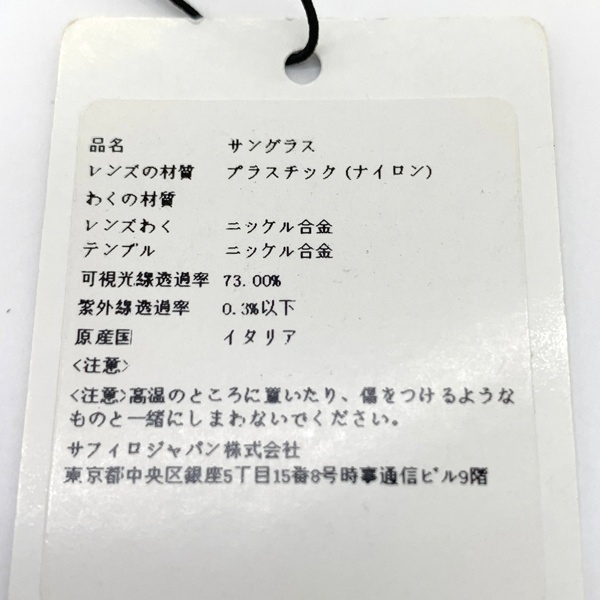 品名 サングラス
レンズの材質 プラスチック(ナイロン)
わくの材質
レンズわく ニッケル合金
テンプル ニッケル合金
可視光線透過率 73.00%
紫外線透過率 0.3%以下
原産国 イタリア
<注意>
<注意>高温のところに置いたり、傷をつけるような
ものと一緒にしまわないでください。
サフィロジャパン株式会社
東京都中央区銀座5丁目15番8号時事通信ビル9階